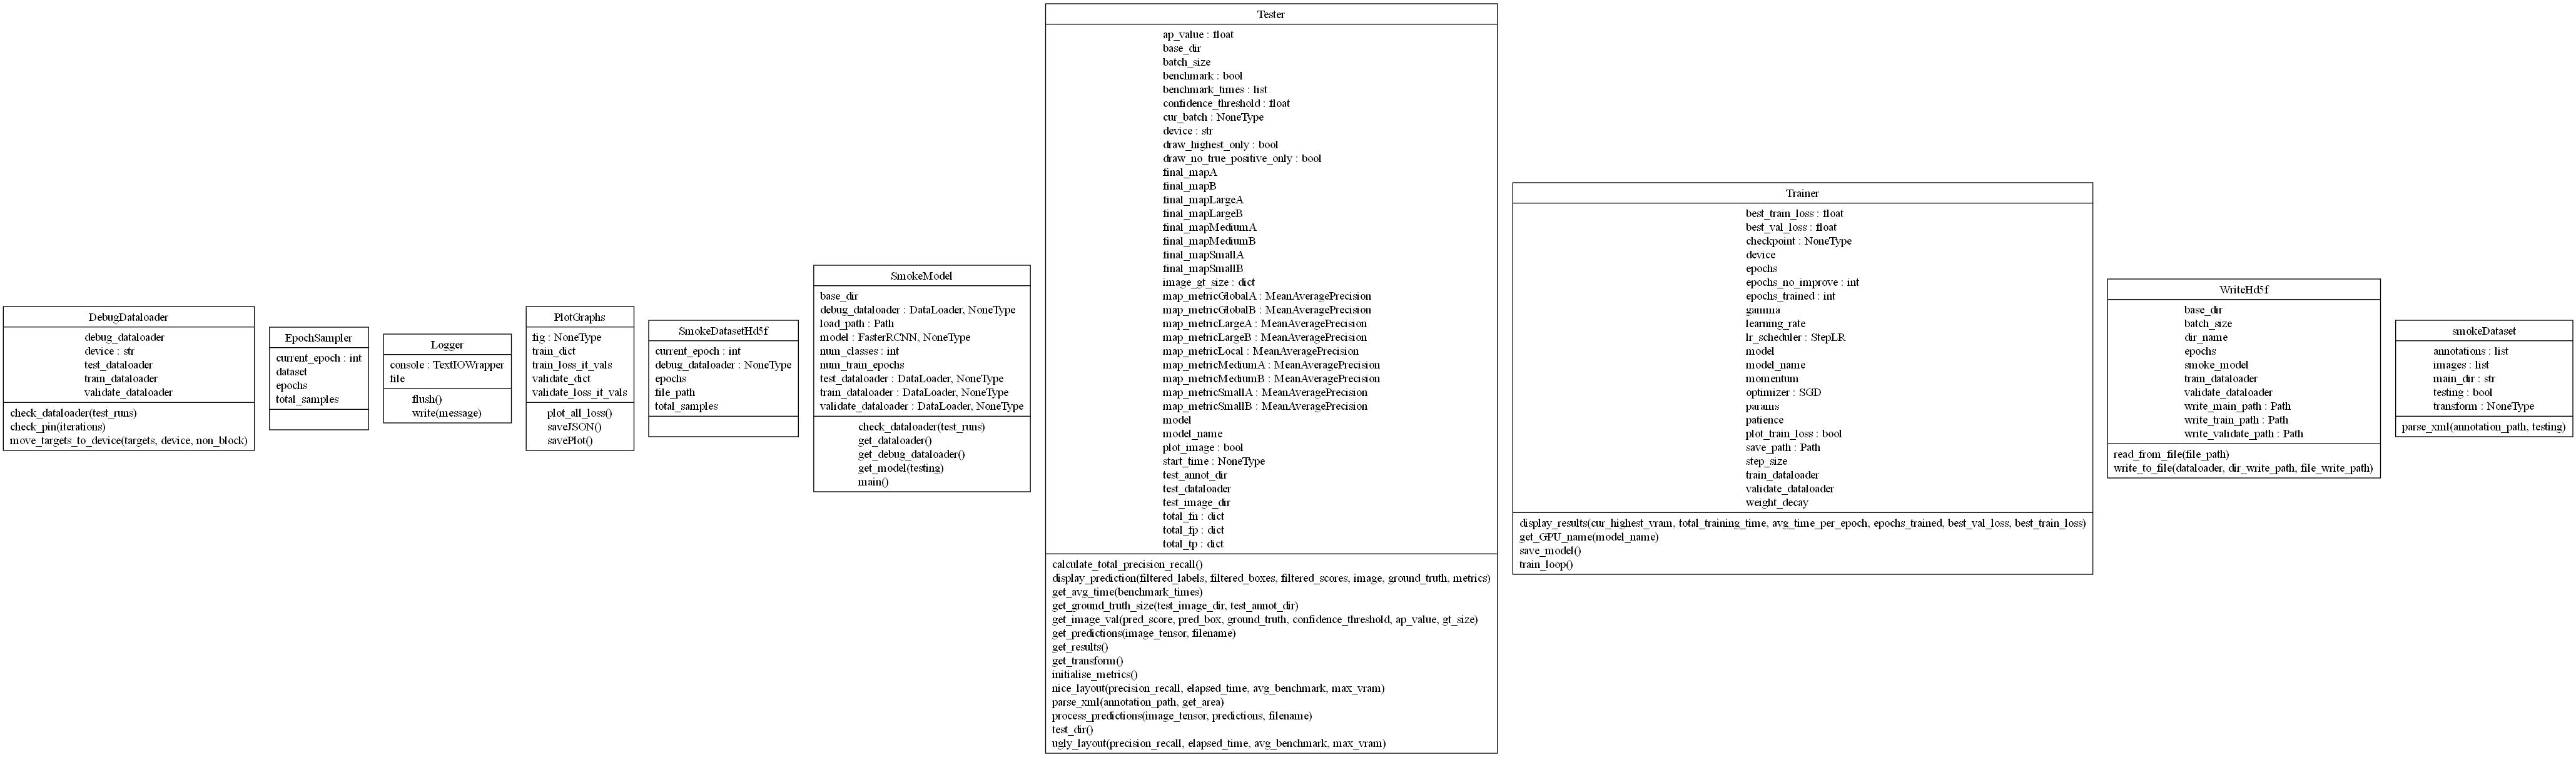 DebugDataloader
debug_dataloader
device : str
test_dataloader
train_dataloader
validate_dataloader
check_dataloader(test_runs)
check_pin(iterations)
move_targets_to_device(targets, device, non_block)
EpochSampler
current_epoch : int
dataset
epochs
total_samples
Logger
console : TextIOWrapper
file
flush()
write(message)
PlotGraphs
fig : NoneType
train_dict
train_loss_it_vals
validate_dict
validate_loss_it_vals
plot_all_loss()
saveJSON()
savePlot()
SmokeDatasetHd5f
current_epoch : int
debug_dataloader : NoneType
epochs
file_path
total_samples
SmokeModel
base_dir
debug_dataloader : DataLoader, NoneType
load_path : Path
model : FasterRCNN, NoneType
num_classes : int
num_train_epochs
test_dataloader : DataLoader, NoneType
train_dataloader : DataLoader, NoneType
validate_dataloader : DataLoader, NoneType
check_dataloader(test_runs)
get_dataloader()
get_debug_dataloader()
get_model(testing)
main()
Tester
ap_value : float
base_dir
batch_size
benchmark : bool
benchmark_times : list
confidence_threshold : float
cur_batch : NoneType
device : str
draw_highest_only : bool
draw_no_true_positive_only : bool
final_mapA
final_mapB
final_mapLargeA
final_mapLargeB
final_mapMediumA
final_mapMediumB
final_mapSmallA
final_mapSmallB
image_gt_size : dict
map_metricGlobalA : MeanAveragePrecision
map_metricGlobalB : MeanAveragePrecision
map_metricLargeA : MeanAveragePrecision
map_metricLargeB : MeanAveragePrecision
map_metricLocal : MeanAveragePrecision
map_metricMediumA : MeanAveragePrecision
map_metricMediumB : MeanAveragePrecision
map_metricSmallA : MeanAveragePrecision
map_metricSmallB : MeanAveragePrecision
model
model_name
plot_image : bool
start_time : NoneType
test_annot_dir
test_dataloader
test_image_dir
total_fn : dict
total_fp : dict
total_tp : dict
calculate_total_precision_recall()
display_prediction(filtered_labels, filtered_boxes, filtered_scores, image, ground_truth, metrics)
get_avg_time(benchmark_times)
get_ground_truth_size(test_image_dir, test_annot_dir)
get_image_val(pred_score, pred_box, ground_truth, confidence_threshold, ap_value, gt_size)
get_predictions(image_tensor, filename)
get_results()
get_transform()
initialise_metrics()
nice_layout(precision_recall, elapsed_time, avg_benchmark, max_vram)
parse_xml(annotation_path, get_area)
process_predictions(image_tensor, predictions, filename)
test_dir()
ugly_layout(precision_recall, elapsed_time, avg_benchmark, max_vram)
Trainer
best_train_loss : float
best_val_loss : float
checkpoint : NoneType
device
epochs
epochs_no_improve : int
epochs_trained : int
gamma
learning_rate
lr_scheduler : StepLR
model
model_name
momentum
optimizer : SGD
params
patience
plot_train_loss : bool
save_path : Path
step_size
train_dataloader
validate_dataloader
weight_decay
display_results(cur_highest_vram, total_training_time, avg_time_per_epoch, epochs_trained, best_val_loss, best_train_loss)
get_GPU_name(model_name)
save_model()
train_loop()
WriteHd5f
base_dir
batch_size
dir_name
epochs
smoke_model
train_dataloader
validate_dataloader
write_main_path : Path
write_train_path : Path
write_validate_path : Path
read_from_file(file_path)
write_to_file(dataloader, dir_write_path, file_write_path)
smokeDataset
annotations : list
images : list
main_dir : str
testing : bool
transform : NoneType
parse_xml(annotation_path, testing)